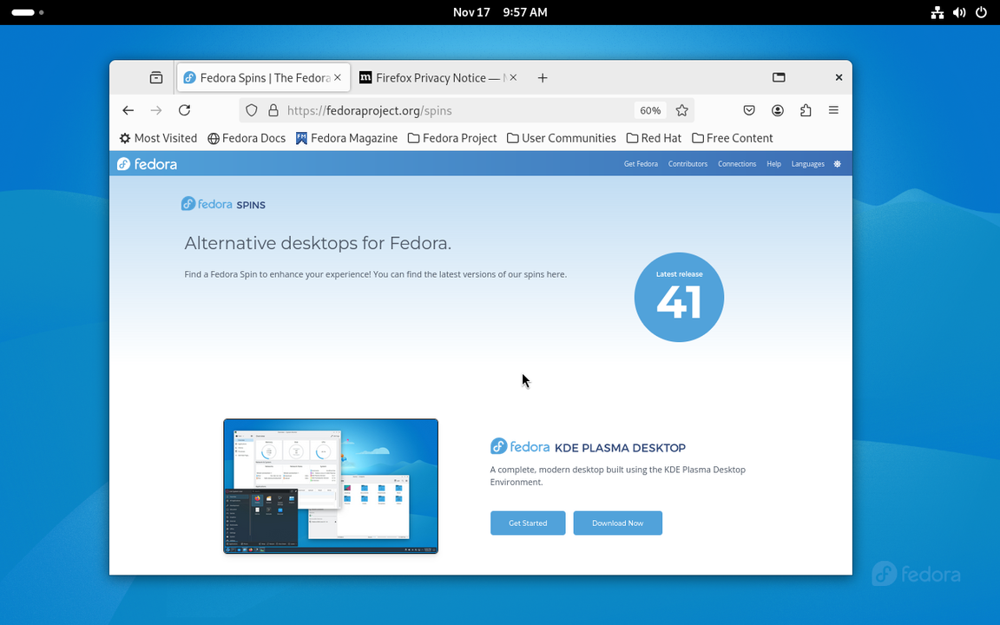 Nov 17 9:57 AM
Fedora Spins | The Fedora
Firefox Privacy Notice —
https://fedoraproject.org/spins
60%
Most Visited
Fedora Docs
Fedora Magazine
Fedora Project
User Communities
Red Hat
Free Content
fedora
Get Fedora
Contributors
Connections
Help
Languages
fedora SPINS
Alternative desktops for Fedora.
Find a Fedora Spin to enhance your experience! You can find the latest versions of our spins here.
Latest release
41
fedora KDE PLASMA DESKTOP
A complete, modern desktop built using the KDE Plasma Desktop
Environment.
Get Started
Download Now
fedora